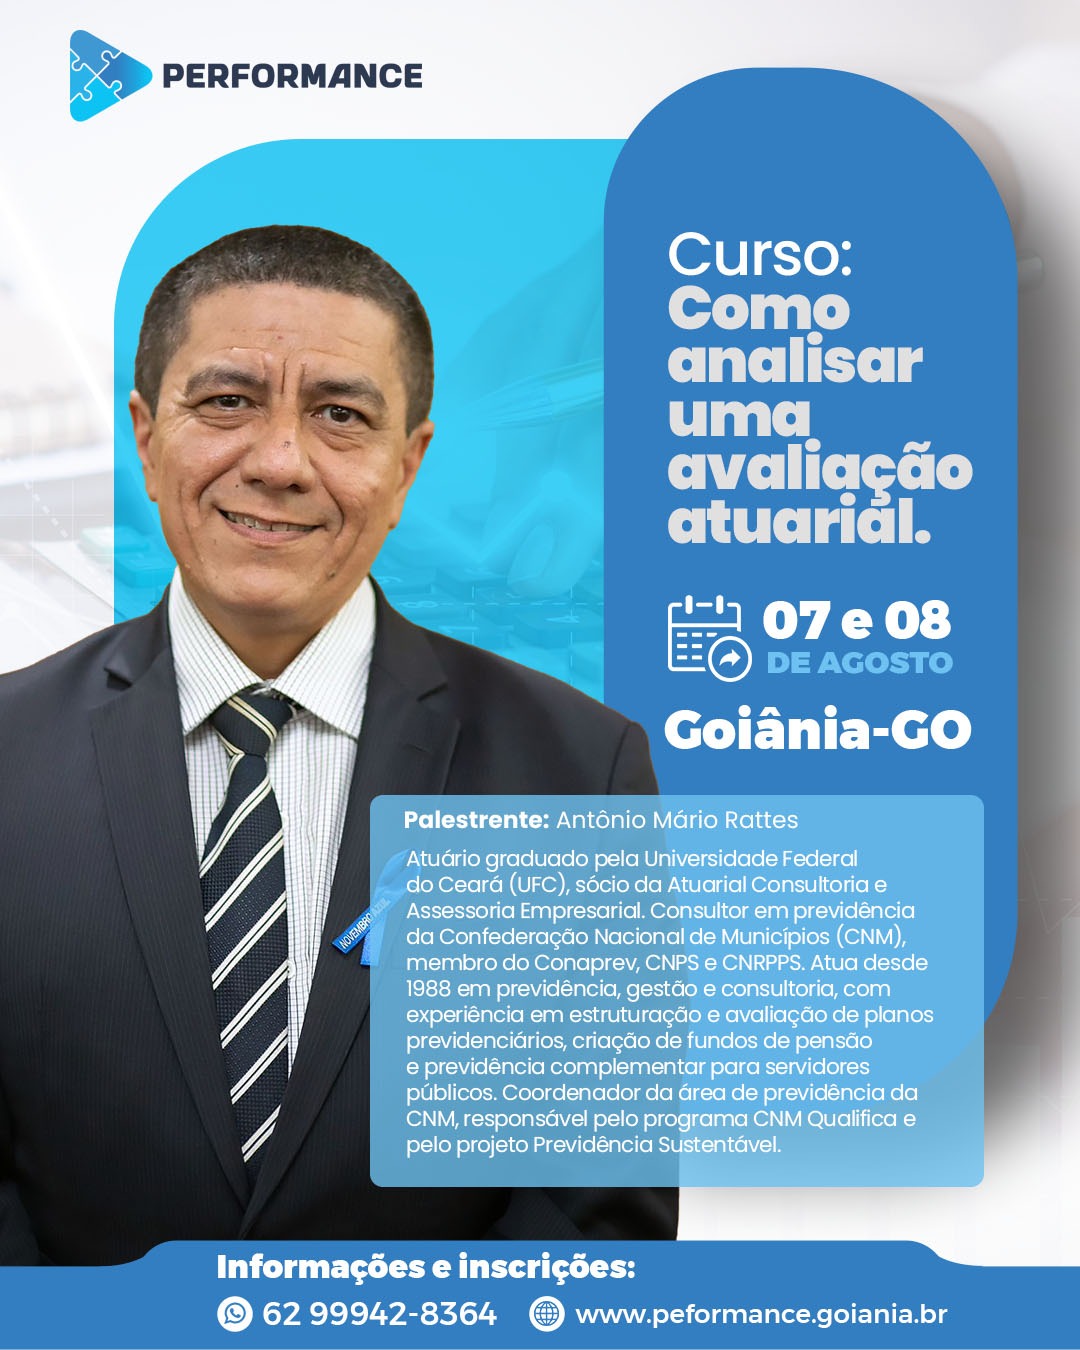 PERFORMANCE
Curso:
Como
analisar
uma
avaliação
atuarial.
07 e 08
DE AGOSTO
Goiânia-GO
Palestrente: Antônio Mário Rattes
Atuário graduado pela Universidade Federal
do Ceará (UFC), sócio da Atuarial Consultoria e
Assessoria Empresarial. Consultor em previdência
da Confederação Nacional de Municípios (CNM),
membro do Conaprev, CNPS e CNRPPS. Atua desde
1988 em previdência, gestão e consultoria, com
experiência em estruturação e avaliação de planos
previdenciários, criação de fundos de pensão
e previdência complementar para servidores
públicos. Coordenador da área de previdência da
CNM, responsável pelo programa CNM Qualifica e
pelo projeto Previdência Sustentável.
NOVEMBRO AZUL
Informações e inscrições:
62 99942-8364
www.peformance.goiania.br